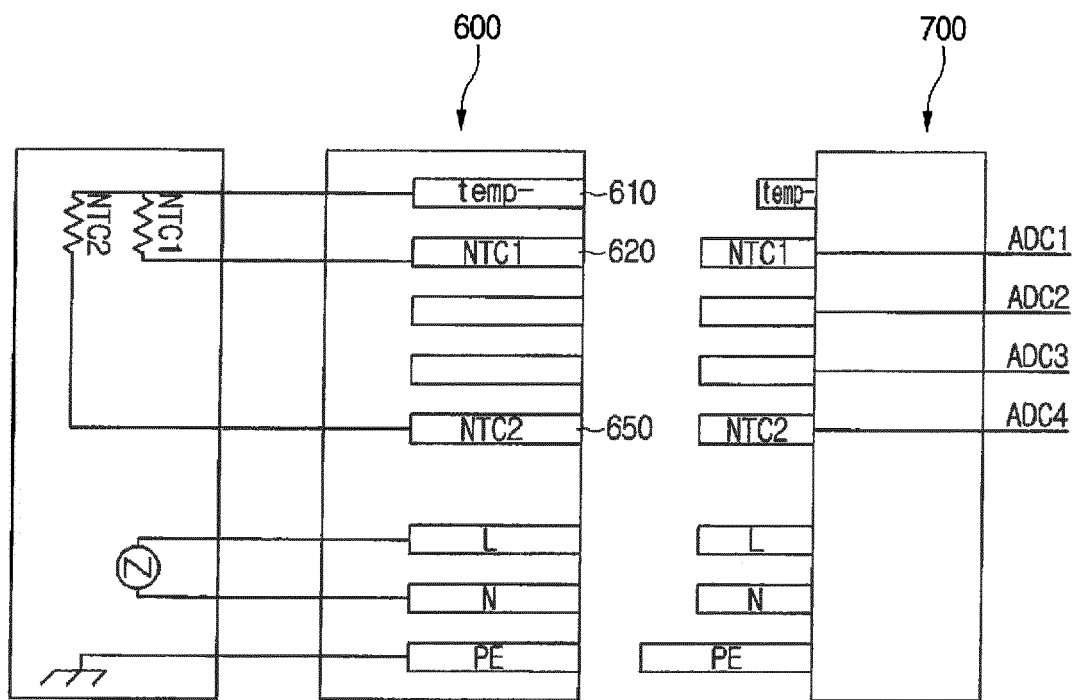 600
700
temp-
610
temp-
NTC2
NTC1
NTC1
620
NTC1
ADC1
ADC2
ADC3
NTC2
650
NTC2
ADC4
L
L
Z
N
N
PE
PE